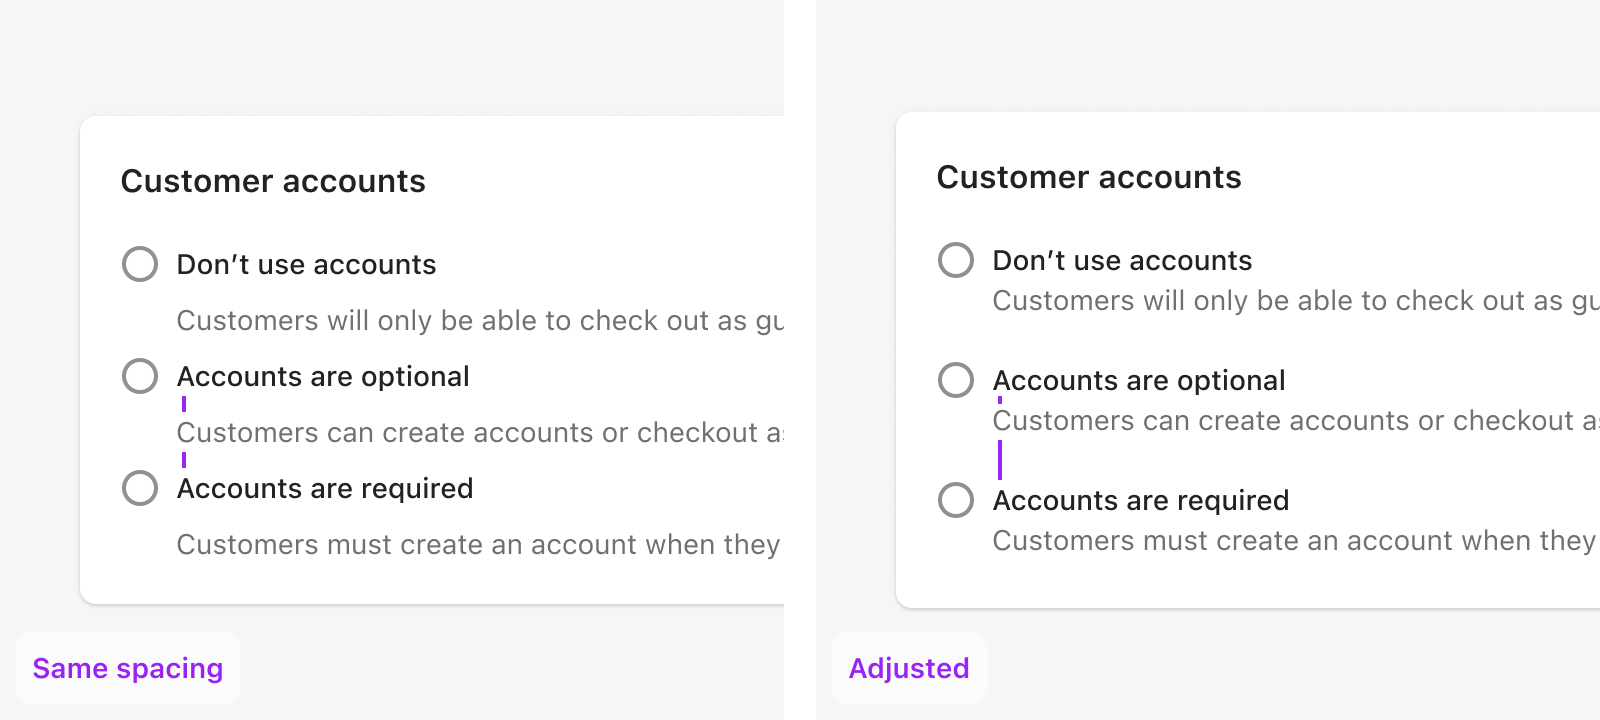 Customer accounts
Don’t use accounts
Customers will only be able to check out as
Accounts are optional
Customers can create accounts or checkout
Accounts are required
Customers must create an account when they
Same spacing
Customer accounts
Don’t use accounts
Customers will only be able to check out as
Accounts are optional
Customers can create accounts or checkout
Accounts are required
Customers must create an account when they
Adjusted